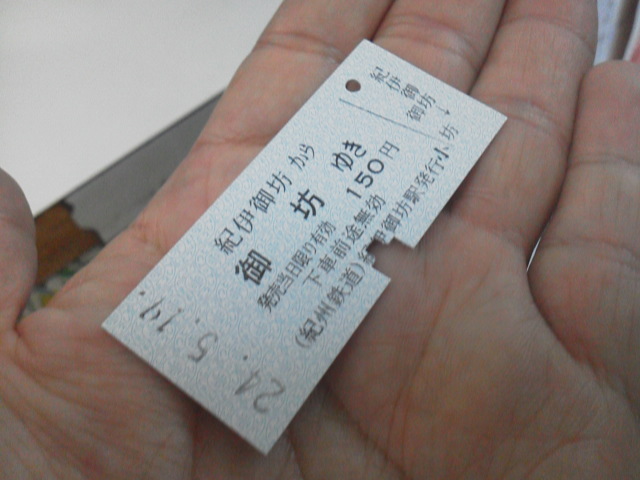 紀伊御坊 から
御坊 ゆき
発売当日限り有効 150円
下車前途無効
(紀州鉄道)紀伊御坊駅発行
小
紀伊御坊
↓
御坊
坊
24.5.19.